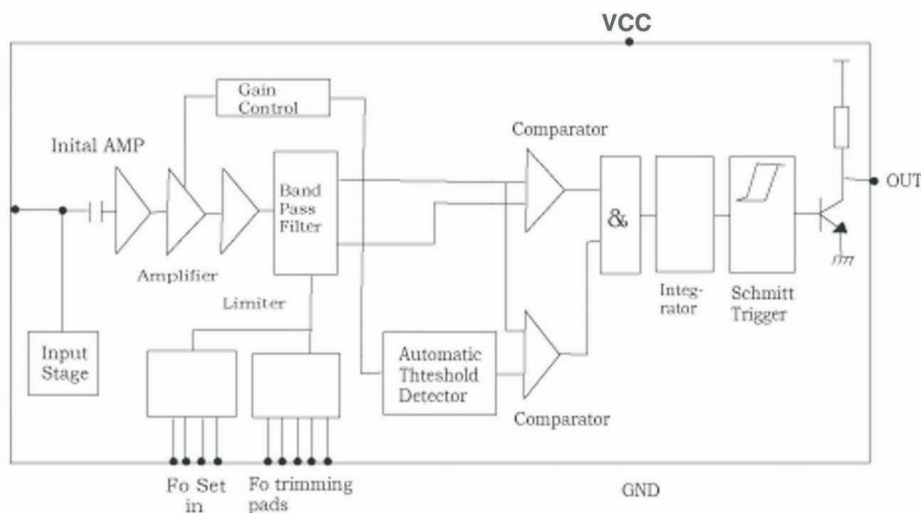 VCC
Gain
Control
Inital AMP
Comparator
Band
Pass
Filter
OUT
&
Amplifier
Limiter
Integ-
rator
Schmitt
Trigger
Input
Stage
Automatic
Thteshold
Detector
Comparator
Fo Set
in
Fo trimming
pads
GND